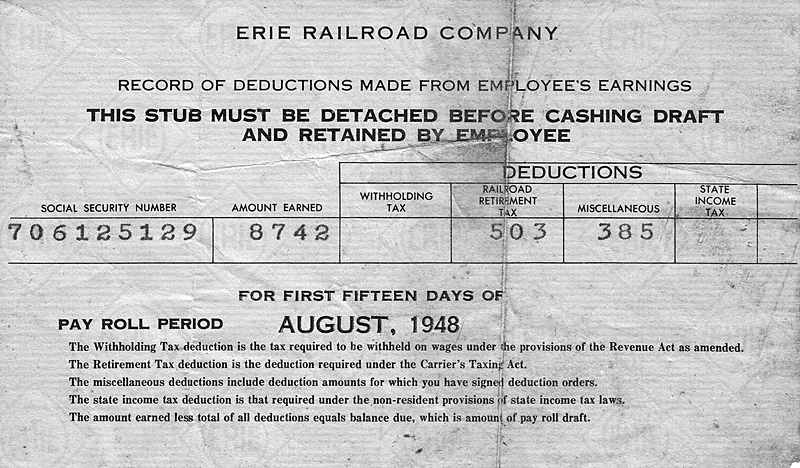 ERIE RAILROAD COMPANY
RECORD OF DEDUCTIONS MADE FROM EMPLOYEE'S EARNINGS
THIS STUB MUST BE DETACHED BEFORE CASHING DRAFT
AND RETAINED BY EMPLOYEE
DEDUCTIONS
SOCIAL SECURITY NUMBER AMOUNT EARNED WITHHOLDING TAX RAILROAD RETIREMENT TAX MISCELLANEOUS STATE INCOME TAX
706125129 8742 503 385
FOR FIRST FIFTEEN DAYS OF
PAY ROLL PERIOD AUGUST, 1948
The Withholding Tax deduction is the tax required to be withheld on wages under the provisions of the Revenue Act as amended.
The Retirement Tax deduction is the deduction required under the Carrier's Taxing Act.
The miscellaneous deductions include deduction amounts for which you have signed deduction orders.
The state income tax deduction is that required under the non-resident provisions of state income tax laws.
The amount earned less total of all deductions equals balance due, which is amount of pay roll draft.